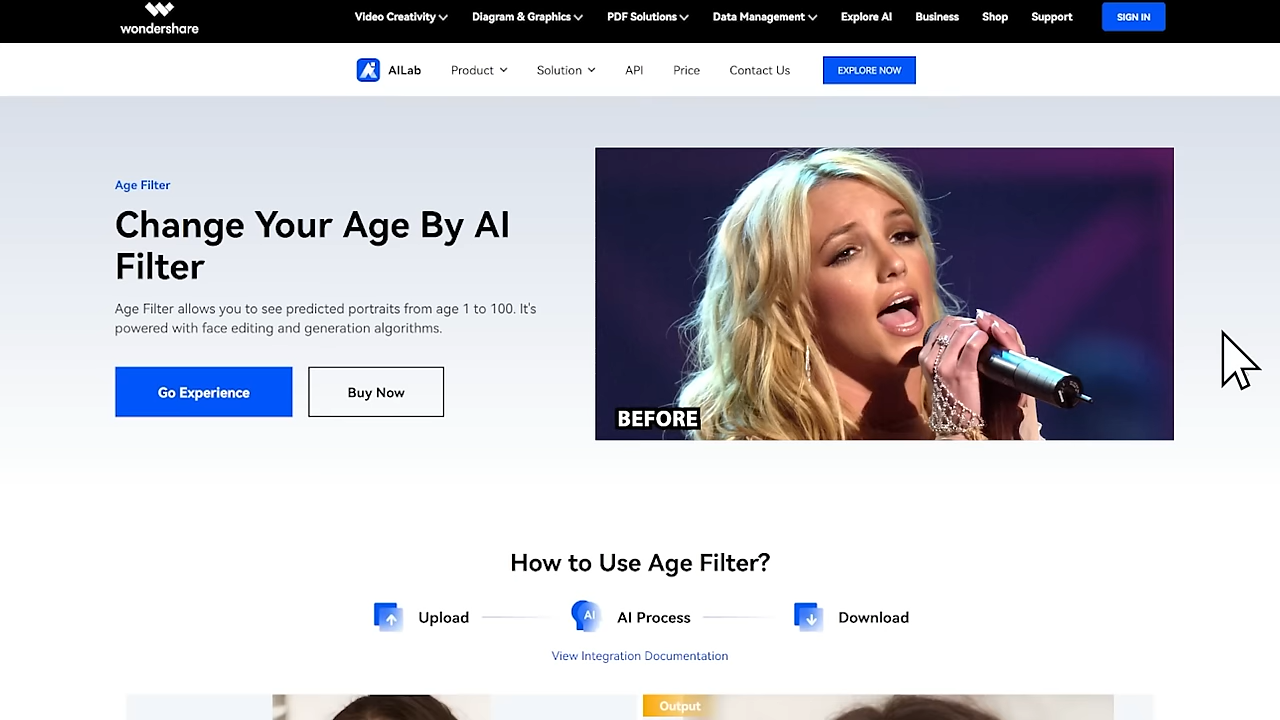 wondershare
Video Creativity Diagram & Graphics PDF Solutions Data Management Explore AI Business Shop Support SIGN IN
AILab Product Solution API Price Contact Us EXPLORE NOW
Age Filter
Change Your Age By AI
Filter
Age Filter allows you to see predicted portraits from age 1 to 100. It's
powered with face editing and generation algorithms.
Go Experience Buy Now
BEFORE
How to Use Age Filter?
Upload AI AI Process Download
View Integration Documentation
Output